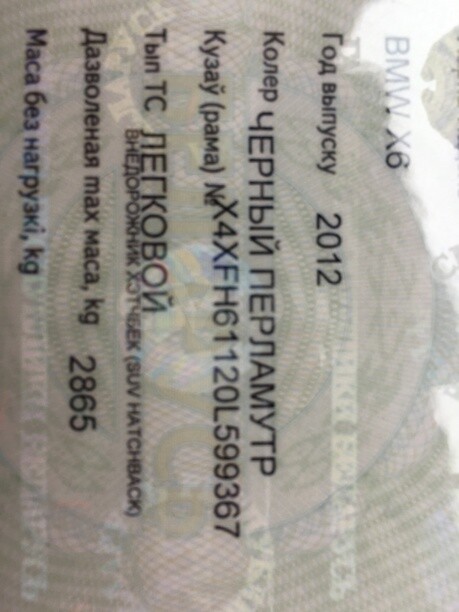 BMW X6
Год выпуску 2012
Колер ЧЕРНЫЙ ПЕРЛАМУТР
Кузаў (рама) № X4XFH61120L599367
Тып ТС ЛЕГКОВОЙ
ВНЕДОРОЖНИК ХЭТЧБЕК (SUV HATCHBACK)
Дазволеная max маса, kg 2865
Маса без нагрузкі, kg